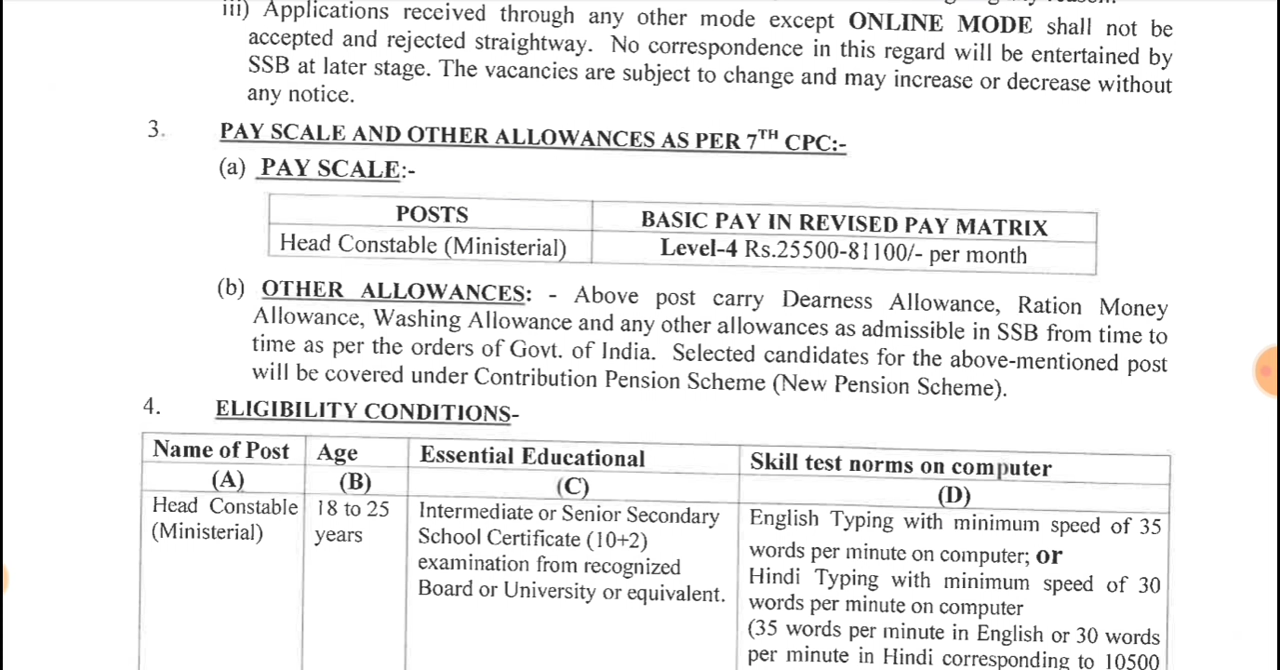 iii) Applications received through any other mode except ONLINE MODE shall not be
accepted and rejected straightway. No correspondence in this regard will be entertained by
SSB at later stage. The vacancies are subject to change and may increase or decrease without
any notice.
3. PAY SCALE AND OTHER ALLOWANCES AS PER 7TH CPC:-
(a) PAY SCALE:-
POSTS BASIC PAY IN REVISED PAY MATRIX
Head Constable (Ministerial) Level-4 Rs.25500-81100/- per month
(b) OTHER ALLOWANCES: - Above post carry Dearness Allowance, Ration Money
Allowance, Washing Allowance and any other allowances as admissible in SSB from time to
time as per the orders of Govt. of India. Selected candidates for the above-mentioned post
will be covered under Contribution Pension Scheme (New Pension Scheme).
4. ELIGIBILITY CONDITIONS-
Name of Post Age Essential Educational Skill test norms on computer
(A) (B) (C) (D)
Head Constable 18 to 25 Intermediate or Senior Secondary English Typing with minimum speed of 35
(Ministerial) years School Certificate (10+2) words per minute on computer; or
examination from recognized Hindi Typing with minimum speed of 30
Board or University or equivalent. words per minute on computer
(35 words per minute in English or 30 words
per minute in Hindi corresponding to 10500